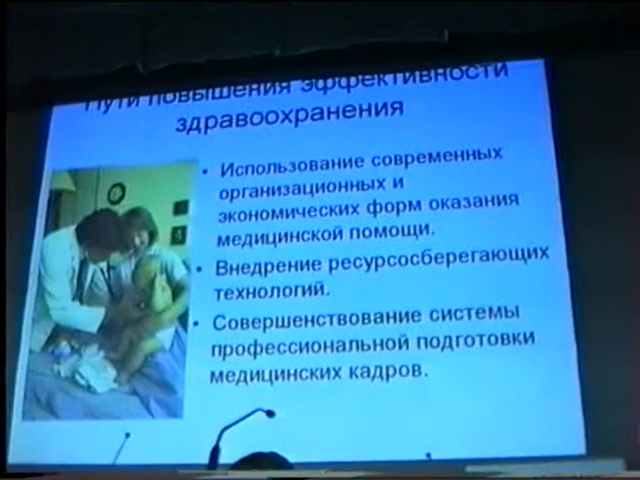 Пути повышения эффективности
здравоохранения
• Использование современных
организационных и
экономических форм оказания
медицинской помощи.
• Внедрение ресурсосберегающих
технологий.
• Совершенствование системы
профессиональной подготовки
медицинских кадров.